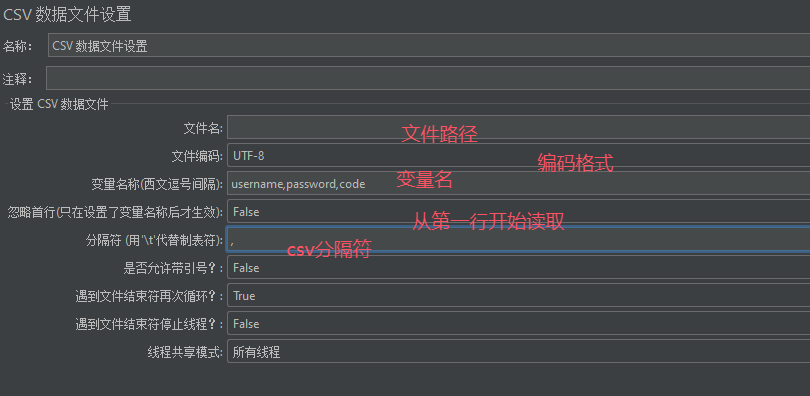 CSV 数据文件设置
名称： CSV 数据文件设置
注释：
设置 CSV 数据文件
文件名:
文件路径
文件编码: UTF-8
编码格式
变量名称(西文逗号间隔): username,password,code
变量名
忽略首行(只在设置了变量名称后才生效): False
从第一行开始读取
分隔符 (用'\t'代替制表符): ,
csv分隔符
是否允许带引号?: False
遇到文件结束符再次循环?: True
遇到文件结束符停止线程?: False
线程共享模式: 所有线程